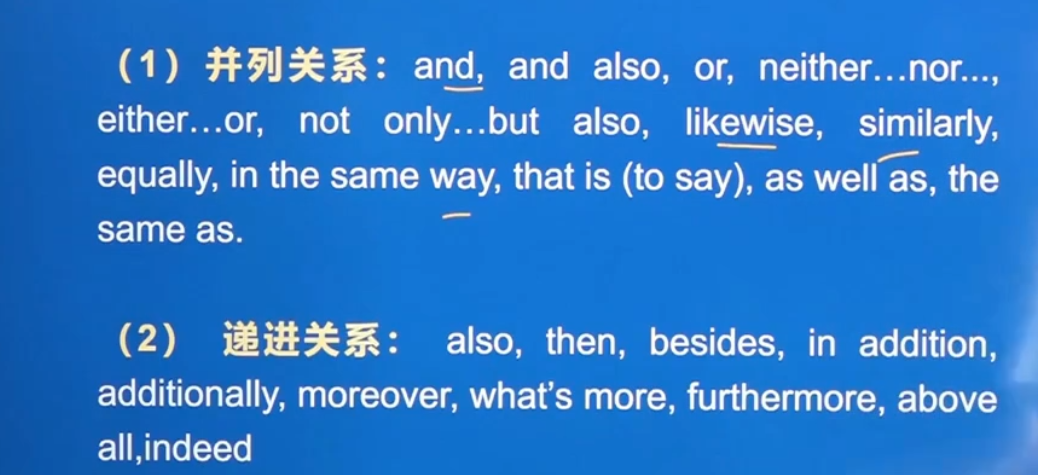 （1）并列关系：and, and also, or, neither…nor...,
either…or, not only…but also, likewise, similarly,
equally, in the same way, that is (to say), as well as, the
same as.
（2） 递进关系： also, then, besides, in addition,
additionally, moreover, what’s more, furthermore, above
all,indeed